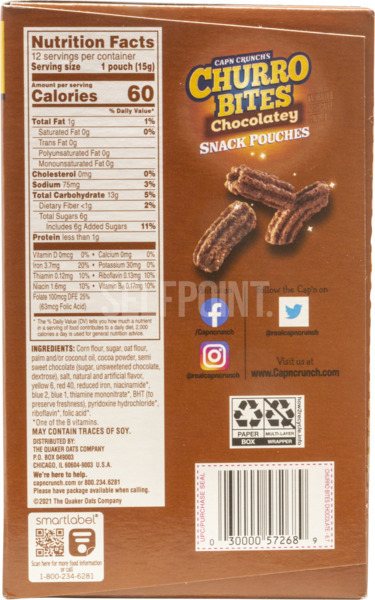 Nutrition Facts
12 servings per container
Serving size 1 pouch (15g)
Amount per serving
Calories 60
% Daily Value*
Total Fat 1g 1%
Saturated Fat 0g 0%
Trans Fat 0g
Polyunsaturated Fat 0g
Monounsaturated Fat 0g
Cholesterol 0mg 0%
Sodium 75mg 3%
Total Carbohydrate 13g 5%
Dietary Fiber <1g 2%
Total Sugars 6g
Includes 6g Added Sugars 11%
Protein less than 1g
Vitamin D 0mcg 0% • Calcium 0mg 0%
Iron 3.7mg 20% • Potassium 30mg 0%
Thiamin 0.12mg 10% • Riboflavin 0.13mg 10%
Niacin 1.6mg 10% • Vitamin B₆ 0.17mg 10%
Folate 100mcg DFE 25%
(63mcg Folic Acid)
* The % Daily Value (DV) tells you how much a nutrient
in a serving of food contributes to a daily diet. 2,000
calories a day is used for general nutrition advice.
INGREDIENTS: Corn flour, sugar, oat flour,
palm and/or coconut oil, cocoa powder, semi
sweet chocolate (sugar, unsweetened chocolate,
dextrose), salt, natural and artificial flavor,
yellow 6, red 40, reduced iron, niacinamide*,
blue 2, blue 1, thiamine mononitrate*, BHT (to
preserve freshness), pyridoxine hydrochloride*,
riboflavin*, folic acid*.
*One of the B vitamins.
MAY CONTAIN TRACES OF SOY.
DISTRIBUTED BY:
THE QUAKER OATS COMPANY
P.O. BOX 049003
CHICAGO, IL 60604-9003 U.S.A.
We're here to help.
capncrunch.com or 800.234.6281
Please have package available when calling.
©2021 The Quaker Oats Company
smartlabel®
Scan for more food information
or call
1-800-234-6281
CAP'N CRUNCH'S
CHURRO
BITES
Chocolatey
SNACK POUCHES
Follow the Cap'n on
/Capncrunch
@realcapncrunch
@realcapncrunch
Visit us at
www.Capncrunch.com
PAPER
BOX
MULTI-LAYER
WRAPPER
how2recycle.info
UPC/PURCHASE SEAL
0 30000 57268 9
SELFPOINT.